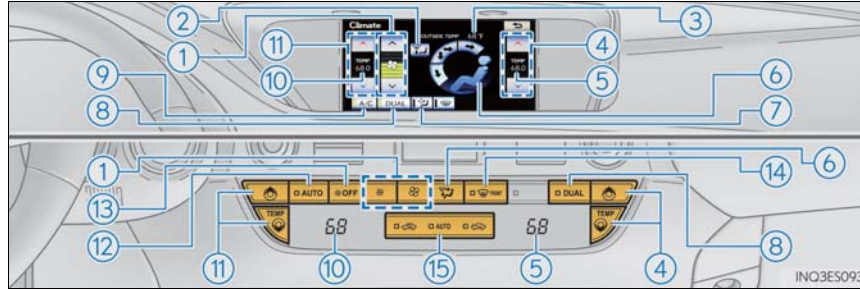 ② ① ③
Climate
OUTSIDE TEMP 68 °F
⑪ ④
TEMP 68.0 TEMP 68.0
⑩ ⑤
⑨ ⑥
A/C DUAL
⑧ ⑦
① ⑥ ⑭
AUTO OFF FRONT DUAL
⑬
TEMP TEMP
68 AUTO 68
⑫ ⑧
⑪ ⑩ ⑮ ⑤ ④
INQ3ES093